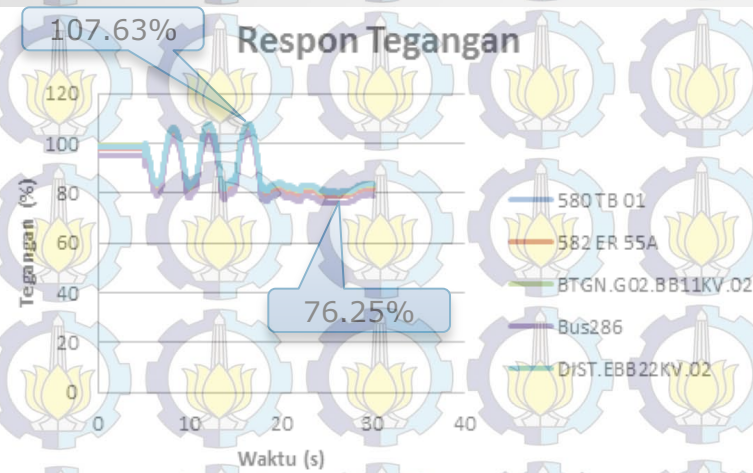 107.63%
Respon Tegangan
120
100
80
60
40
20
0
Tegangan (%)
0 10 20 30 40
Waktu (s)
76.25%
580 TB 01
582 ER 55A
BTGN.G02.BB11KV.02
Bus286
DIST.EBB22KV.02